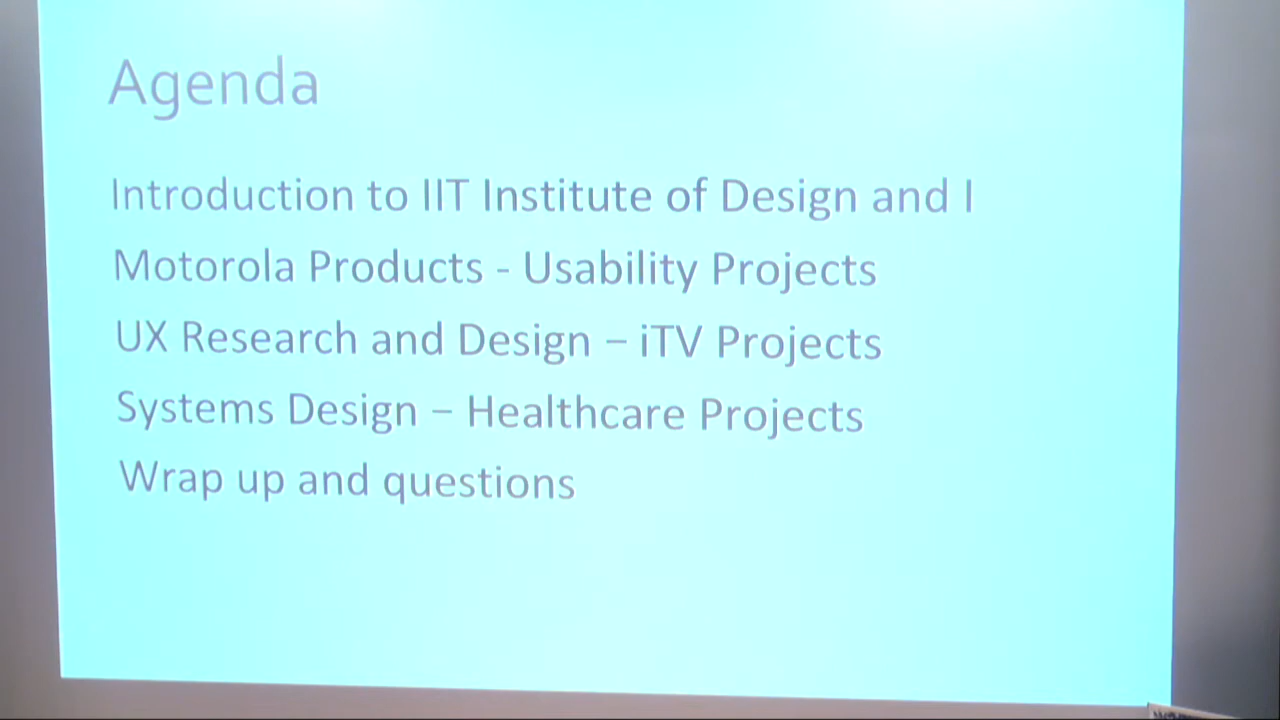 Agenda
Introduction to IIT Institute of Design and I
Motorola Products - Usability Projects
UX Research and Design – iTV Projects
Systems Design – Healthcare Projects
Wrap up and questions